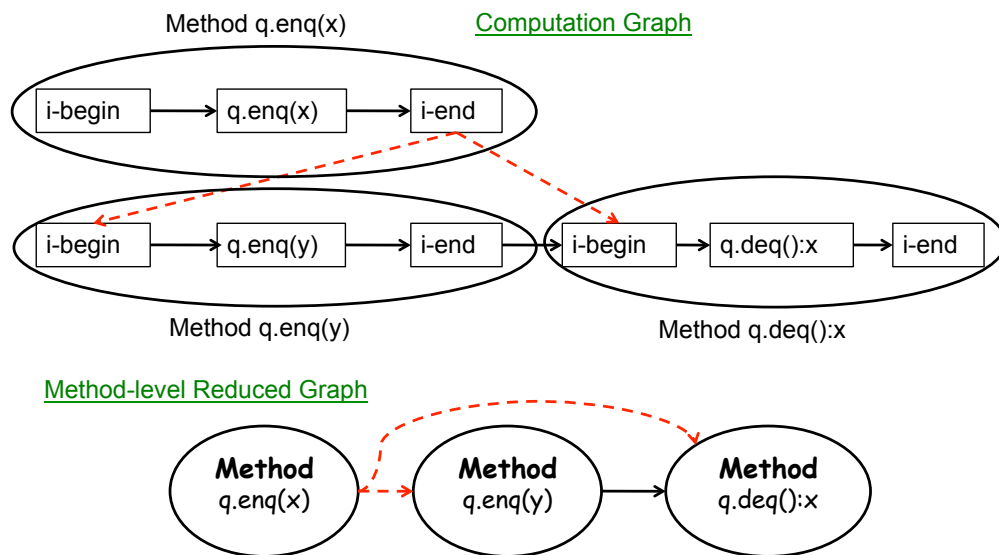 Method q.enq(x)
Computation Graph
i-begin
q.enq(x)
i-end
i-begin
q.enq(y)
i-end
i-begin
q.deq():x
i-end
Method q.enq(y)
Method q.deq():x
Method-level Reduced Graph
Method
q.enq(x)
Method
q.enq(y)
Method
q.deq():x